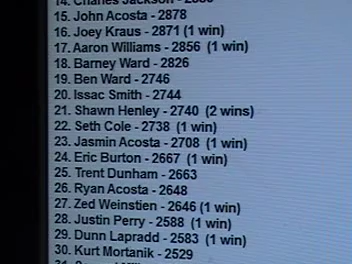 14. Charles Jackson -
15. John Acosta - 2878
16. Joey Kraus - 2871 (1 win)
17. Aaron Williams - 2856 (1 win)
18. Barney Ward - 2826
19. Ben Ward - 2746
20. Issac Smith - 2744
21. Shawn Henley - 2740 (2 wins)
22. Seth Cole - 2738 (1 win)
23. Jasmin Acosta - 2708 (1 win)
24. Eric Burton - 2667 (1 win)
25. Trent Dunham - 2663
26. Ryan Acosta - 2648
27. Zed Weinstien - 2646 (1 win)
28. Justin Perry - 2588 (1 win)
29. Dunn Lapradd - 2583 (1 win)
30. Kurt Mortanik - 2529